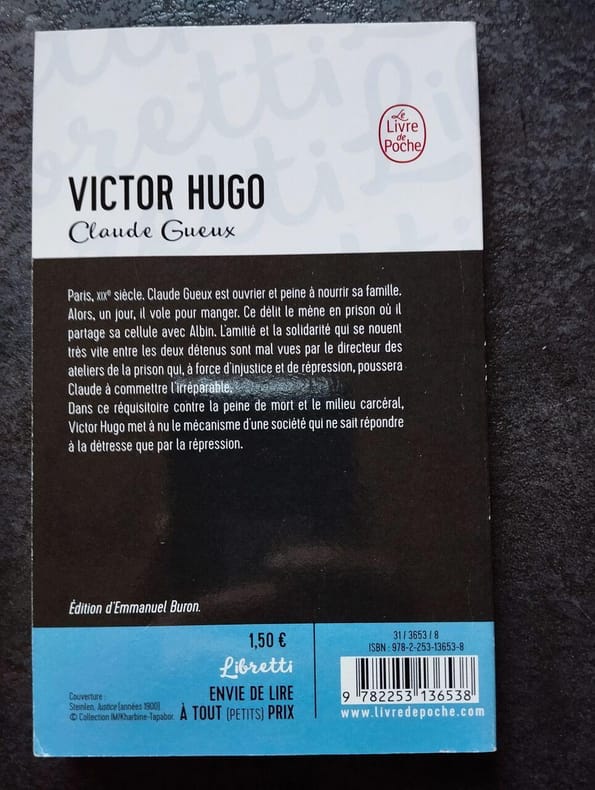 Le
Livre
de
Poche
VICTOR HUGO
Claude Gueux
Paris, XIXe siècle. Claude Gueux est ouvrier et peine à nourrir sa famille.
Alors, un jour, il vole pour manger. Ce délit le mène en prison où il
partage sa cellule avec Albin. L'amitié et la solidarité qui se nouent
très vite entre les deux détenus sont mal vues par le directeur des
ateliers de la prison qui, à force d'injustice et de répression, poussera
Claude à commettre l'irréparable.
Dans ce réquisitoire contre la peine de mort et le milieu carcéral,
Victor Hugo met à nu le mécanisme d'une société qui ne sait répondre
à la détresse que par la répression.
Édition d'Emmanuel Buron.
1,50 €
Libretti
ENVIE DE LIRE
À TOUT (PETITS) PRIX
Couverture :
Steinlen, Justice (années 1900)
© Collection IM/Kharbine-Tapabor.
31 / 3653 / 8
ISBN : 978-2-253-13653-8
9 782253 136538
www.livredepoche.com